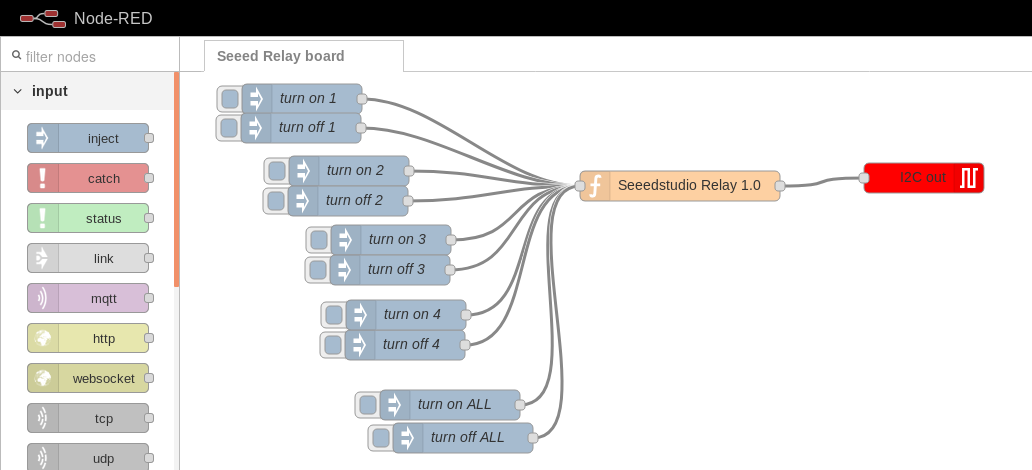 Node-RED
filter nodes
Seeed Relay board
input
inject
catch
status
link
mqtt
http
websocket
tcp
udp
turn on 1
turn off 1
turn on 2
turn off 2
turn on 3
turn off 3
turn on 4
turn off 4
turn on ALL
turn off ALL
Seeedstudio Relay 1.0
I2C out